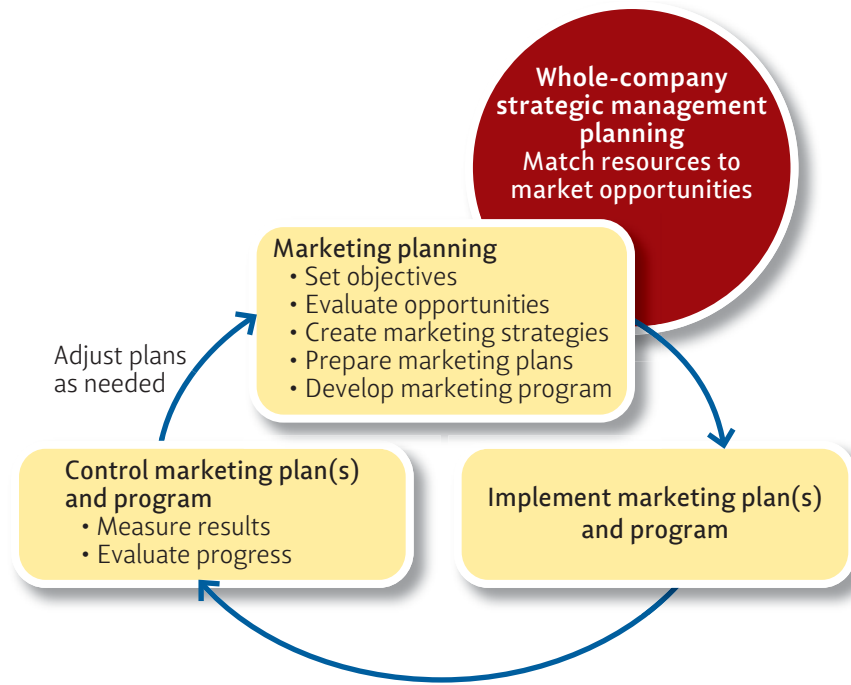 Whole-company
strategic management
planning
Match resources to
market opportunities
Marketing planning
• Set objectives
• Evaluate opportunities
• Create marketing strategies
• Prepare marketing plans
• Develop marketing program
Adjust plans
as needed
Control marketing plan(s)
and program
• Measure results
• Evaluate progress
Implement marketing plan(s)
and program